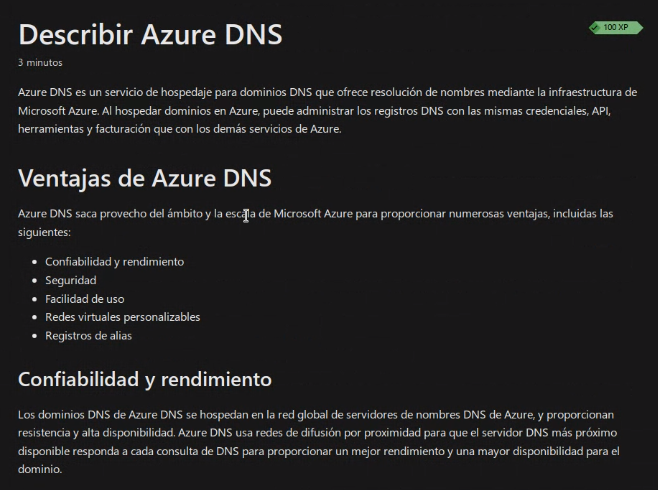 Describir Azure DNS
100 XP
3 minutos
Azure DNS es un servicio de hospedaje para dominios DNS que ofrece resolución de nombres mediante la infraestructura de
Microsoft Azure. Al hospedar dominios en Azure, puede administrar los registros DNS con las mismas credenciales, API,
herramientas y facturación que con los demás servicios de Azure.
Ventajas de Azure DNS
Azure DNS saca provecho del ámbito y la escala de Microsoft Azure para proporcionar numerosas ventajas, incluidas las
siguientes:
• Confiabilidad y rendimiento
• Seguridad
• Facilidad de uso
• Redes virtuales personalizables
• Registros de alias
Confiabilidad y rendimiento
Los dominios DNS de Azure DNS se hospedan en la red global de servidores de nombres DNS de Azure, y proporcionan
resistencia y alta disponibilidad. Azure DNS usa redes de difusión por proximidad para que el servidor DNS más próximo
disponible responda a cada consulta de DNS para proporcionar un mejor rendimiento y una mayor disponibilidad para el
dominio.